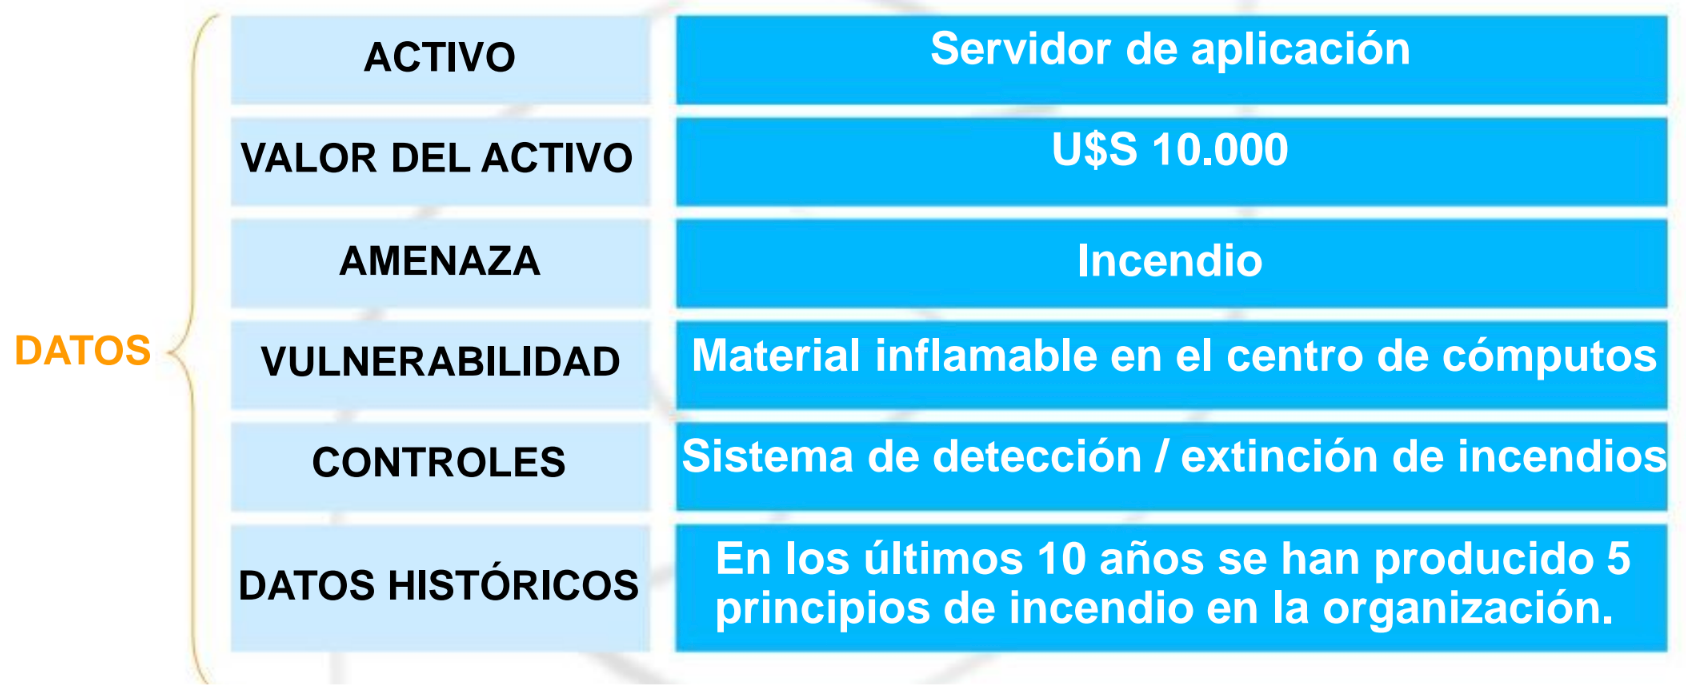 DATOS
ACTIVO
Servidor de aplicación
VALOR DEL ACTIVO
U$S 10.000
AMENAZA
Incendio
VULNERABILIDAD
Material inflamable en el centro de cómputos
CONTROLES
Sistema de detección / extinción de incendios
DATOS HISTÓRICOS
En los últimos 10 años se han producido 5
principios de incendio en la organización.